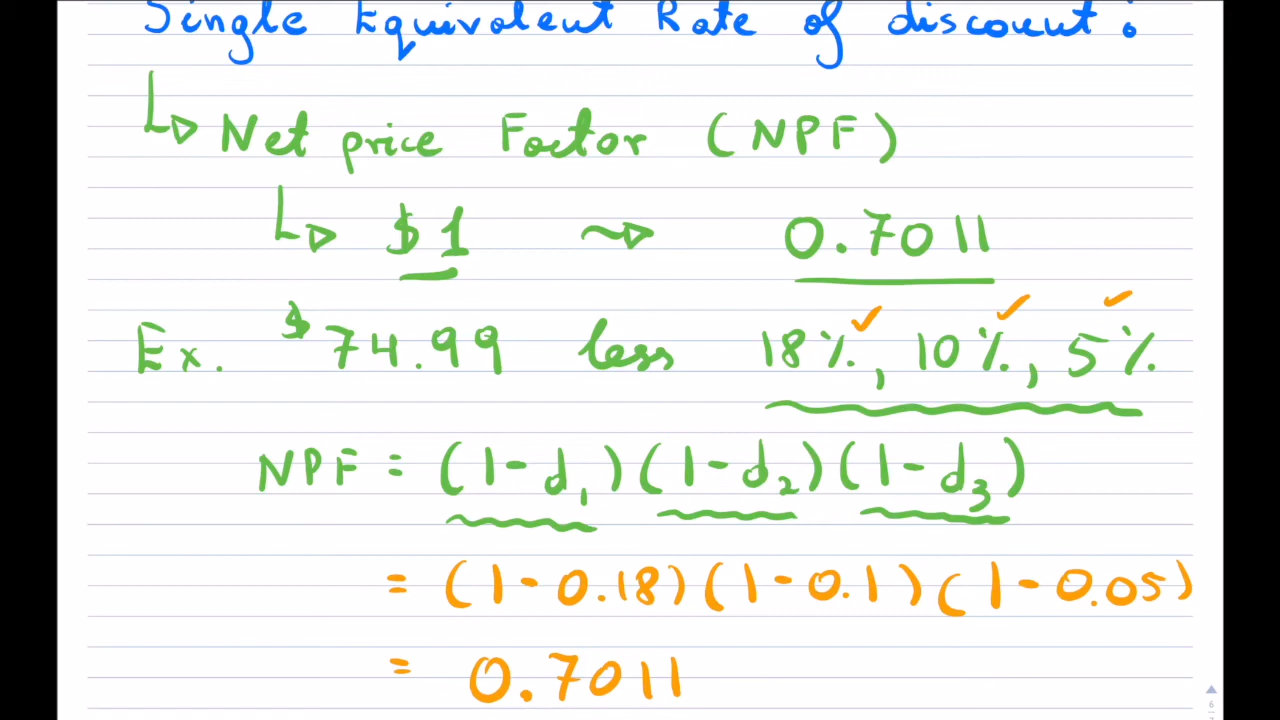 Single Equivalent Rate of discount :
↳ Net price Factor (NPF)
↳ $1 ⇝ 0.7011
Ex. $74.99 less 18%, 10%, 5%
NPF = (1-d₁)(1-d₂)(1-d₃)
= (1-0.18)(1-0.1)(1-0.05)
= 0.7011
6